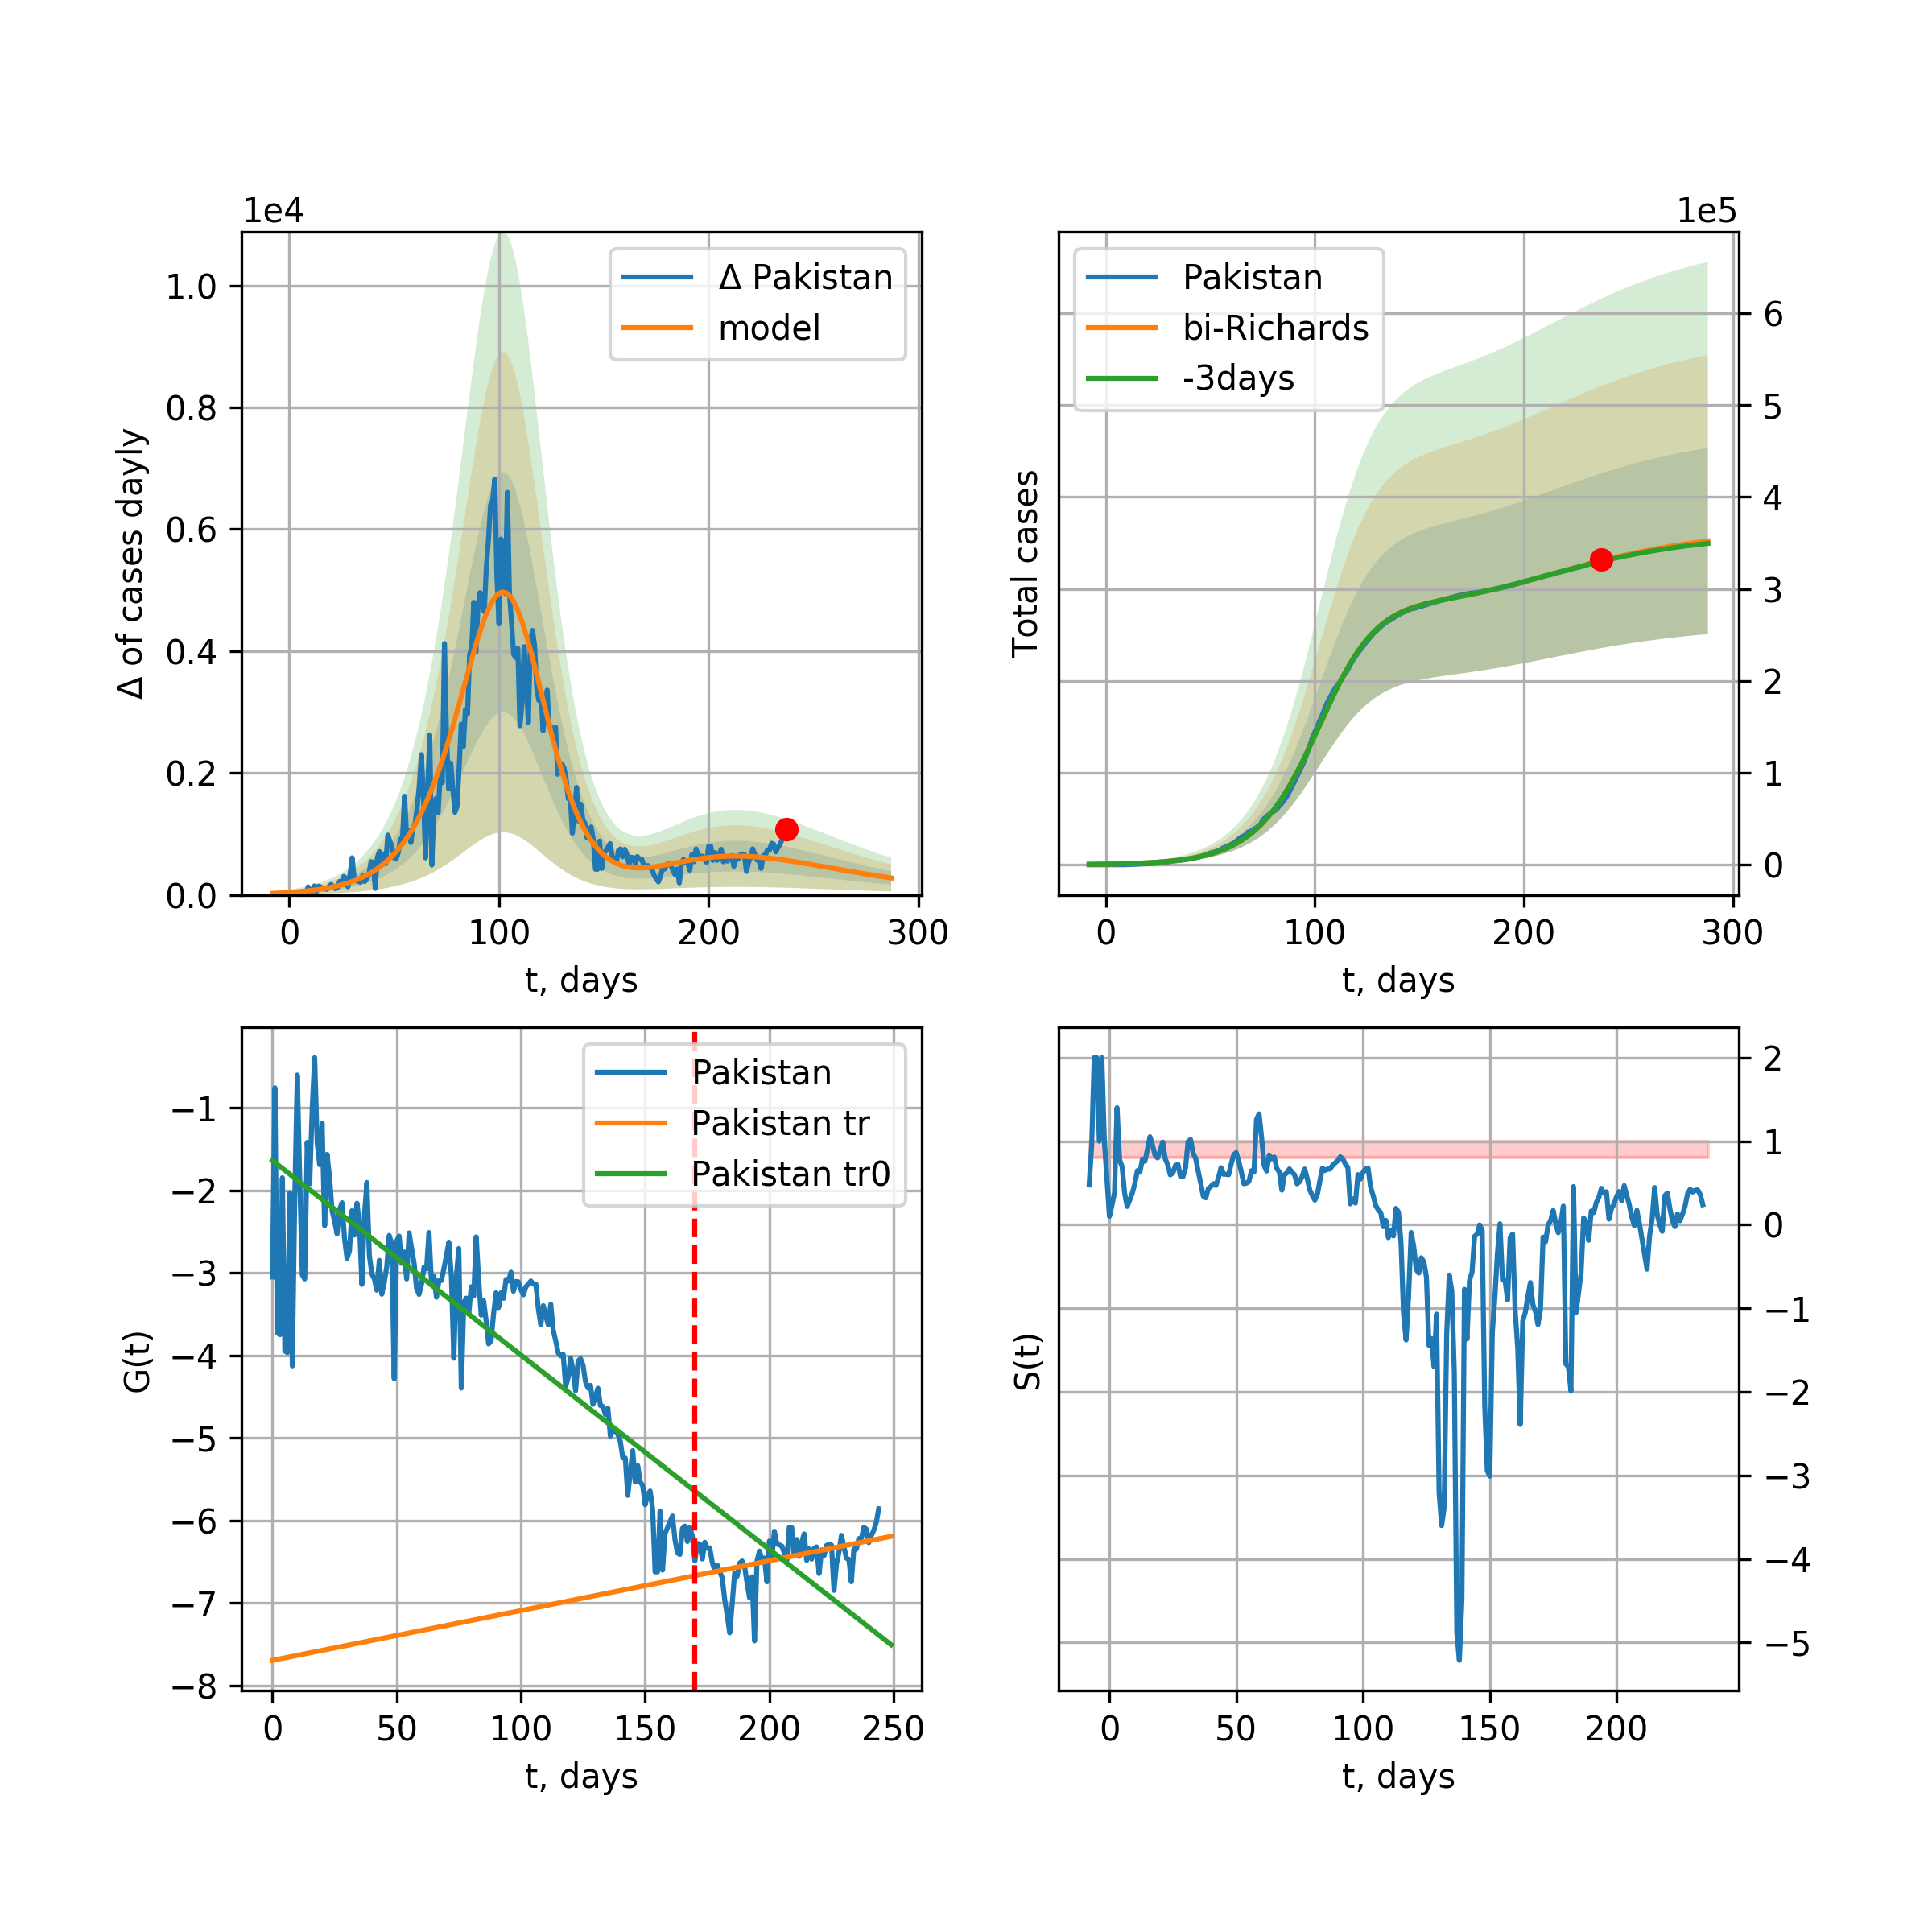 1e4
Δ of cases dayly
1.0
0.8
0.6
0.4
0.2
0.0
Δ Pakistan
model
0 100 200 300
t, days
1e5
Total cases
Pakistan
bi-Richards
-3days
6
5
4
3
2
1
0
0 100 200 300
t, days
G(t)
−1
−2
−3
−4
−5
−6
−7
−8
Pakistan
Pakistan tr
Pakistan tr0
0 50 100 150 200 250
t, days
S(t)
2
1
0
−1
−2
−3
−4
−5
0 50 100 150 200
t, days